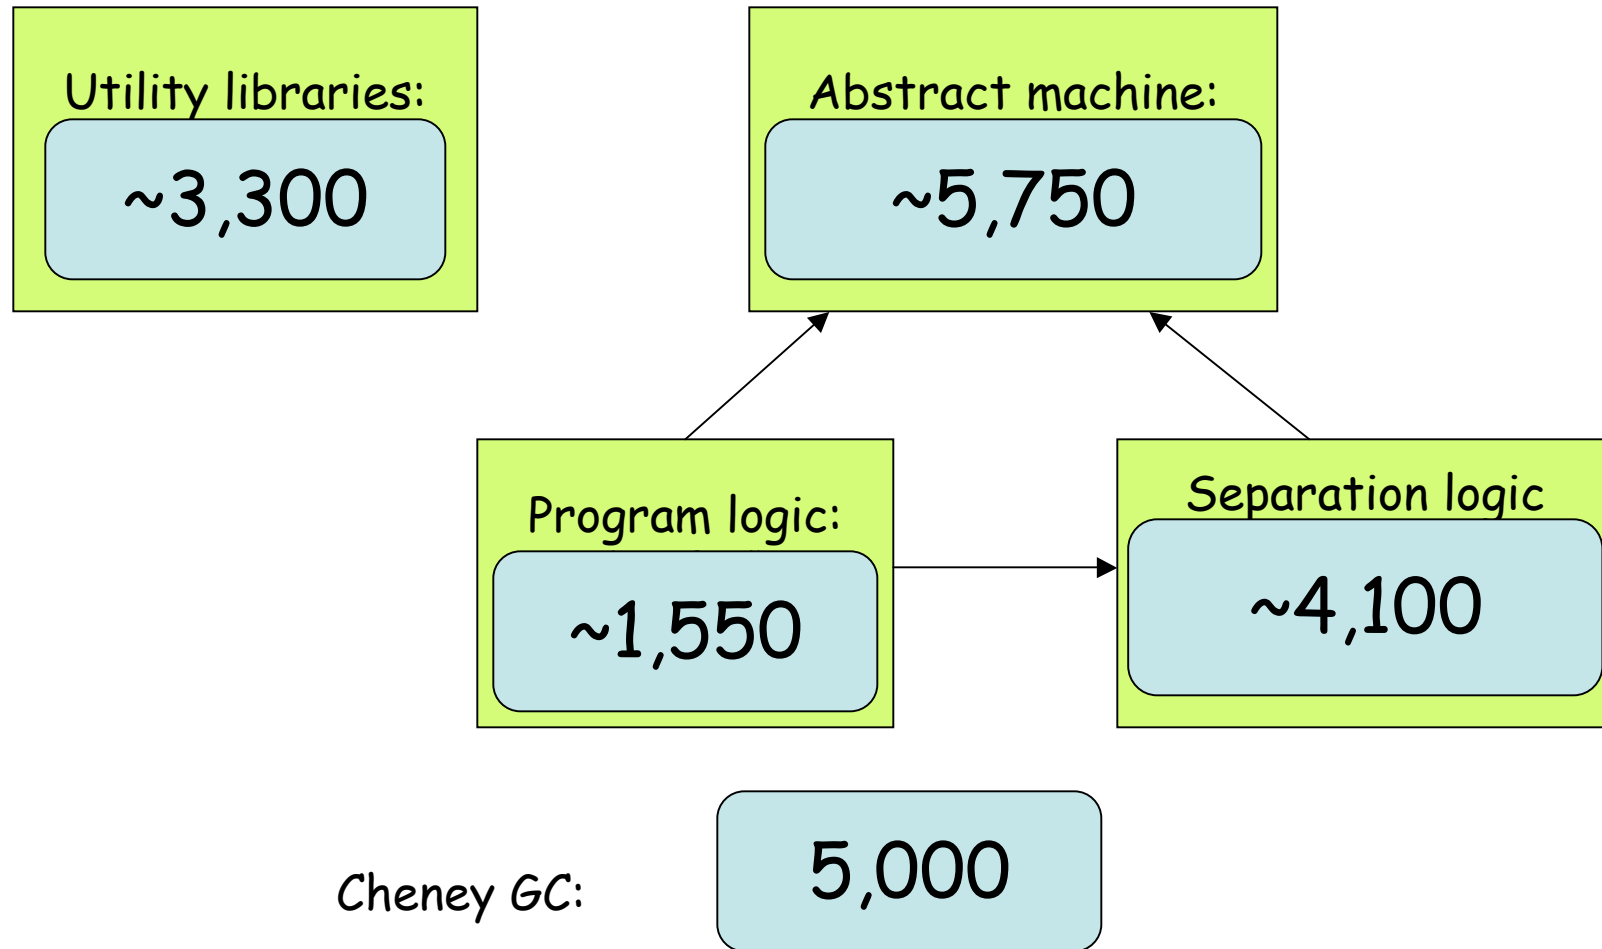 Utility libraries:
~3,300
Abstract machine:
~5,750
Program logic:
~1,550
Separation logic
~4,100
Cheney GC:
5,000